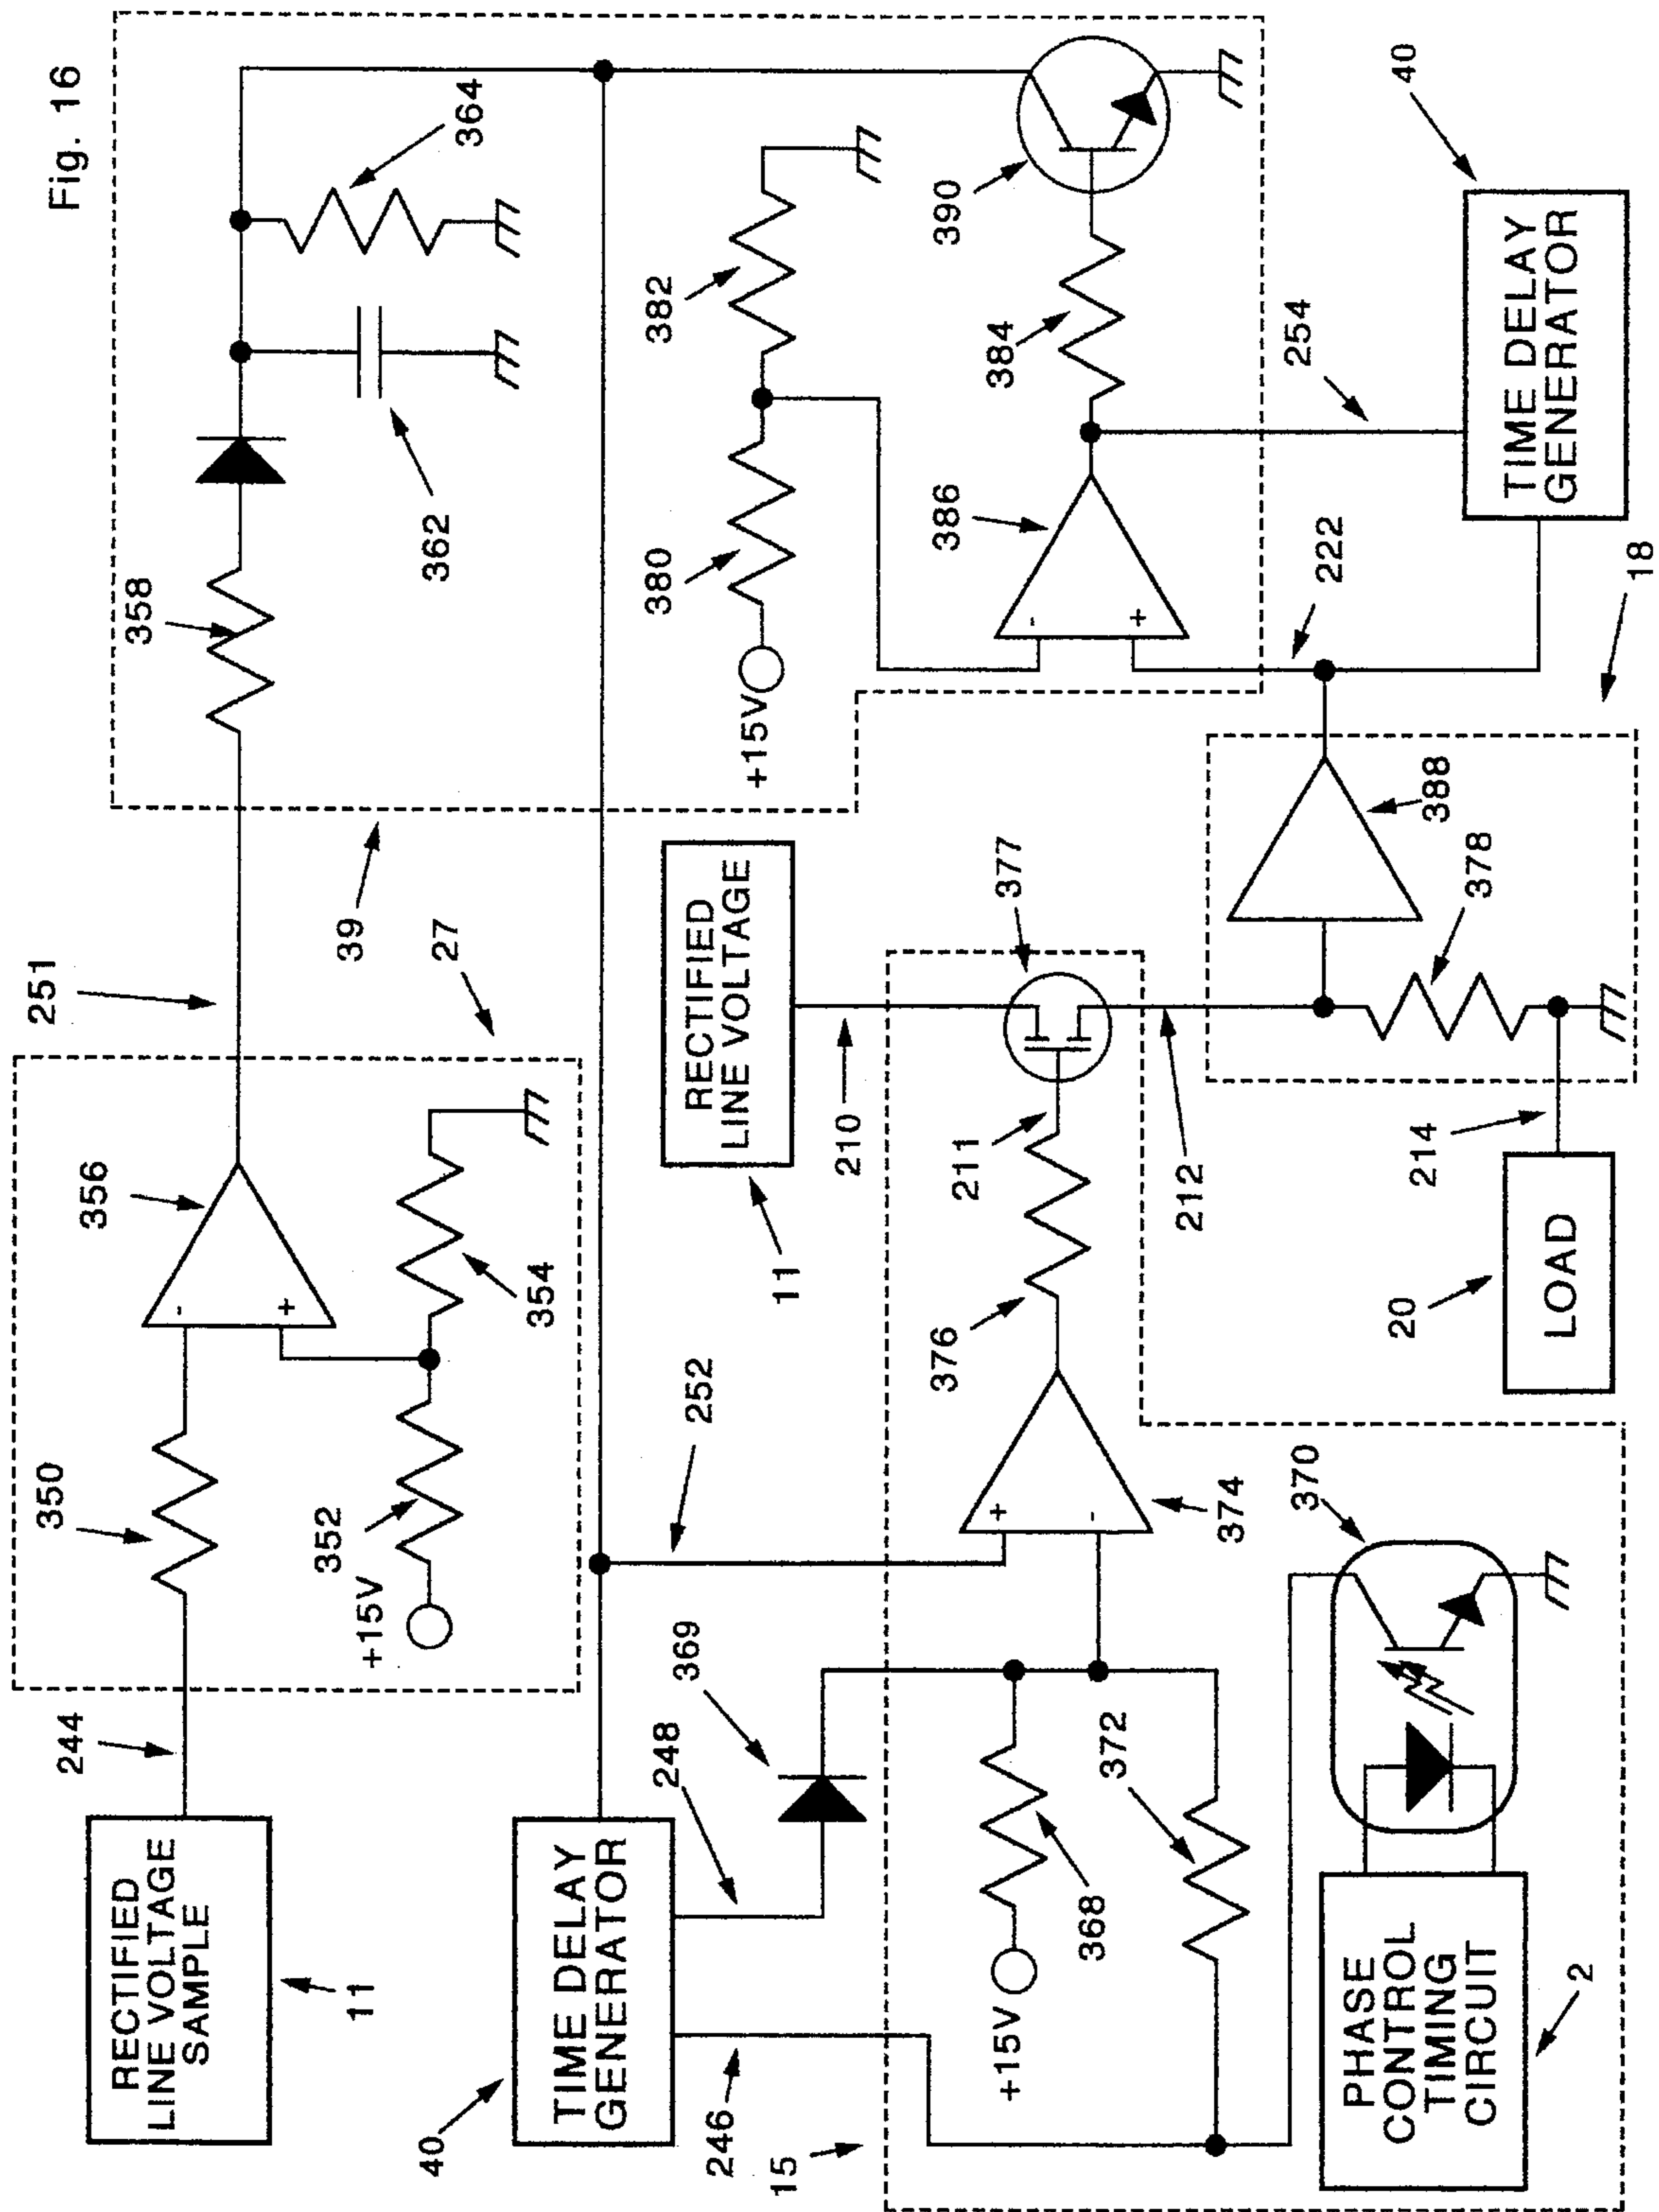 Fig. 16
RECTIFIED
LINE VOLTAGE
SAMPLE
11
244
350
352
+15V
354
356
-
+
27
251
39
358
362
364
40
TIME DELAY
GENERATOR
246
248
369
252
RECTIFIED
LINE VOLTAGE
11
210
+15V
380
382
386
-
+
384
390
254
TIME DELAY
GENERATOR
40
222
18
388
378
377
211
212
214
LOAD
20
376
374
+
-
15
+15V
368
372
370
PHASE
CONTROL
TIMING
CIRCUIT
2